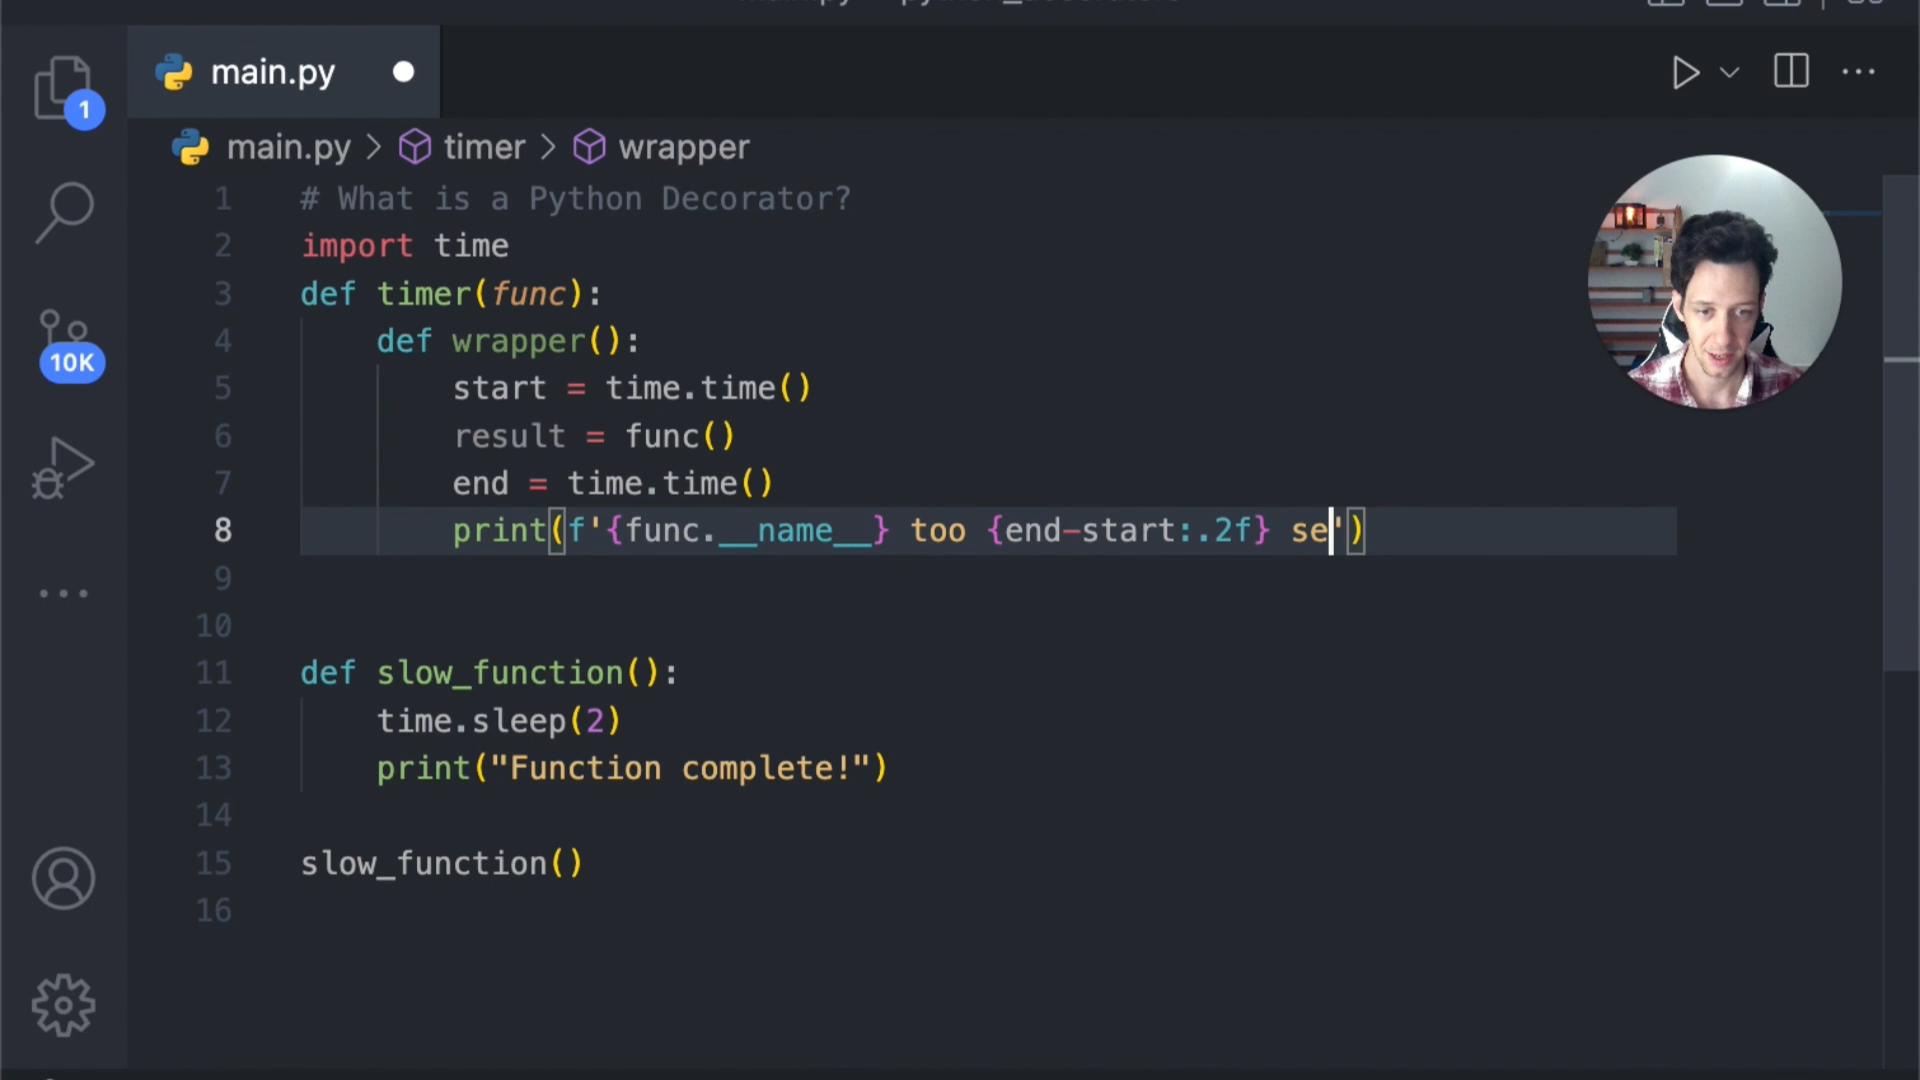 main.py
main.py > timer > wrapper
1
10K
1 # What is a Python Decorator?
2 import time
3 def timer(func):
4 def wrapper():
5 start = time.time()
6 result = func()
7 end = time.time()
8 print(f'{func.__name__} too {end-start:.2f} se')
9
10
11 def slow_function():
12 time.sleep(2)
13 print("Function complete!")
14
15 slow_function()
16